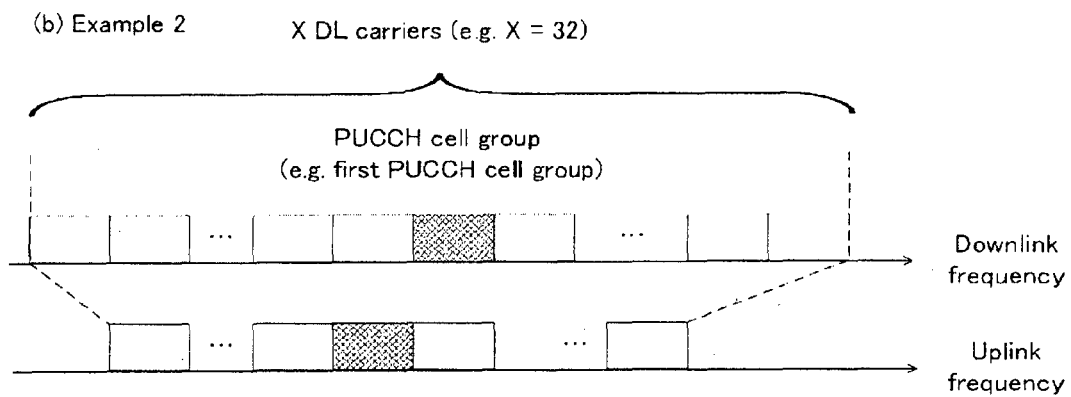 (b) Example 2
X DL carriers (e.g. X = 32)
PUCCH cell group
(e.g. first PUCCH cell group)
...
...
Downlink
frequency
...
...
Uplink
frequency